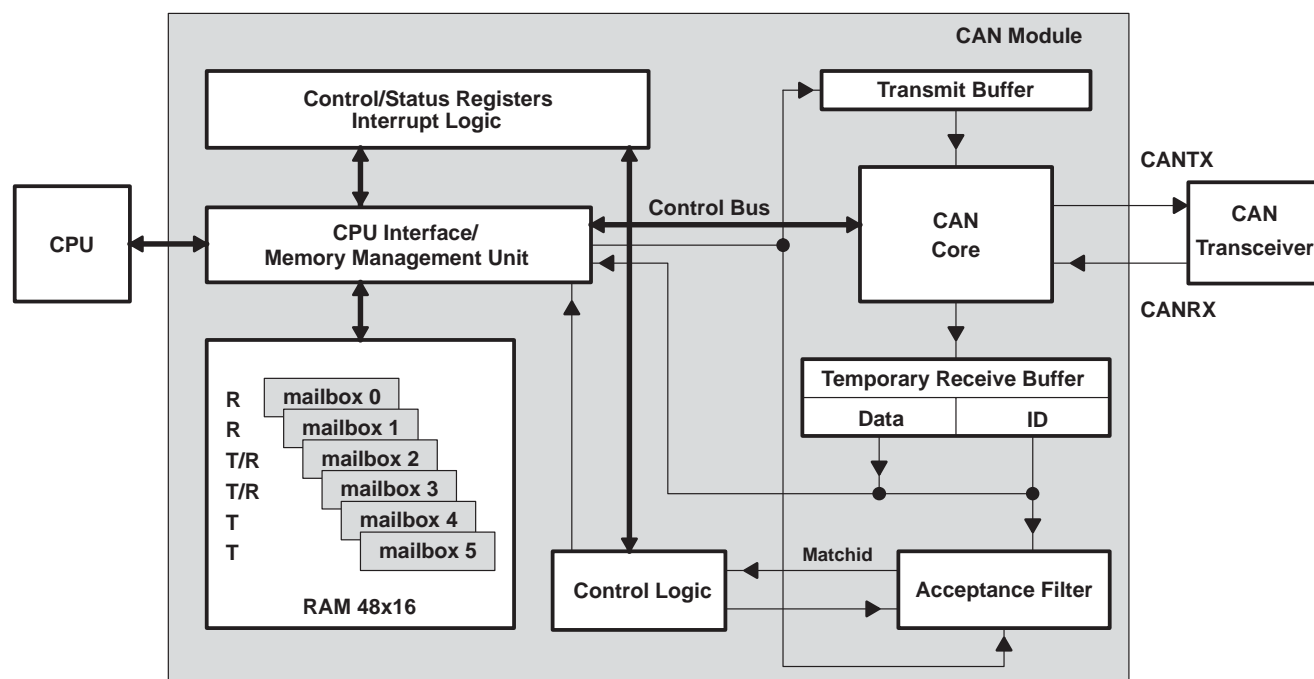 CAN Module
Control/Status Registers
Interrupt Logic
Transmit Buffer
CANTX
CPU
CPU Interface/
Memory Management Unit
Control Bus
CAN
Core
CAN
Transceiver
CANRX
R mailbox 0
R mailbox 1
T/R mailbox 2
T/R mailbox 3
T mailbox 4
T mailbox 5
RAM 48x16
Temporary Receive Buffer
Data ID
Matchid
Control Logic
Acceptance Filter